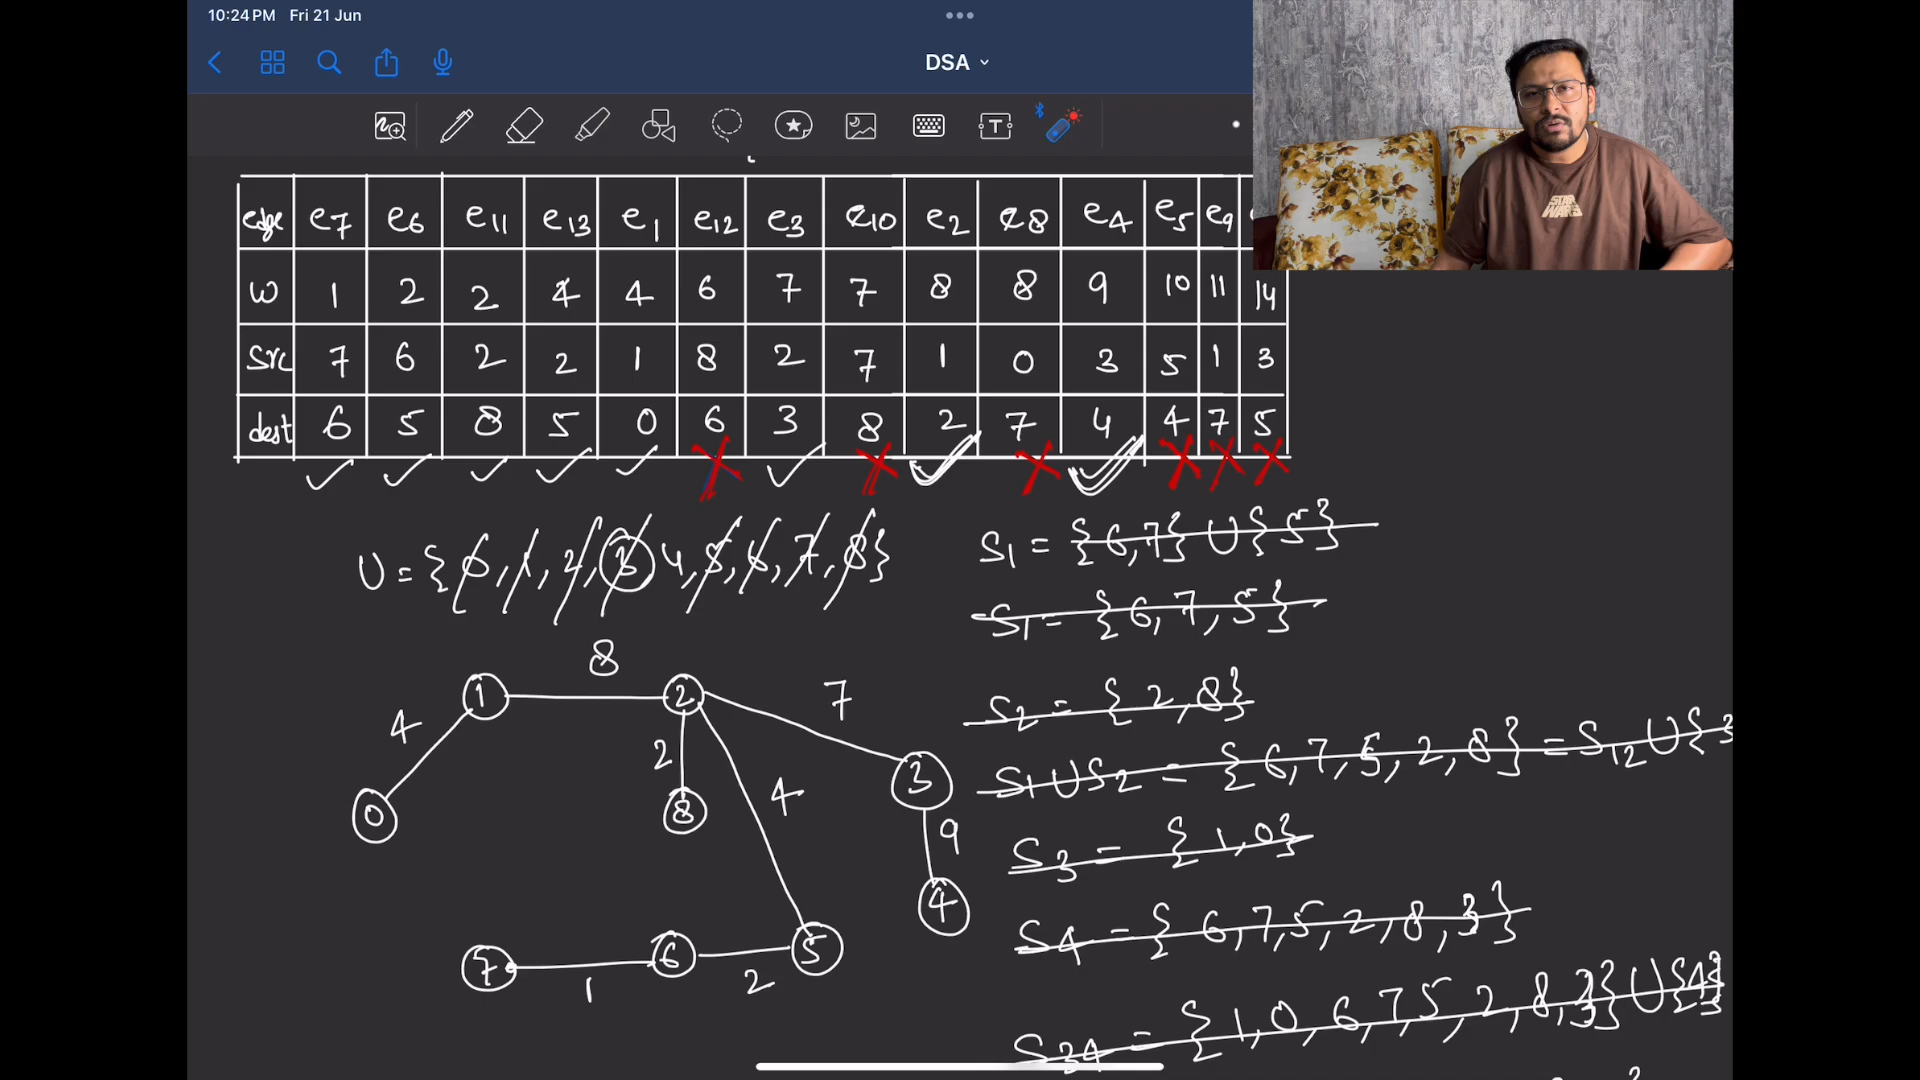 10:24 PM Fri 21 Jun
DSA
T
edge e7 e6 e11 e13 e1 e12 e3 e10 e2 e8 e4 e5 e9
w 1 2 2 4 4 6 7 7 8 8 9 10 11 14
src 7 6 2 2 1 8 2 7 1 0 3 5 1 3
dest 6 5 8 5 0 6 3 8 2 7 4 4 7 5
STAR WARS
U = {0, 1, 2, 3 4, 5, 6, 7, 8}
S1 = {6,7} ∪ {5}
S1 = {6, 7, 5}
S2 = {2, 8}
S1 ∪ S2 = {6, 7, 5, 2, 8} = S12 ∪ {3
S3 = {1, 0}
S4 = {6, 7, 5, 2, 8, 3}
S34 = {1, 0, 6, 7, 5, 2, 8, 3} ∪ {4}
8
7
4
1
2
2
4
3
0
8
9
4
7
6
5
1
2